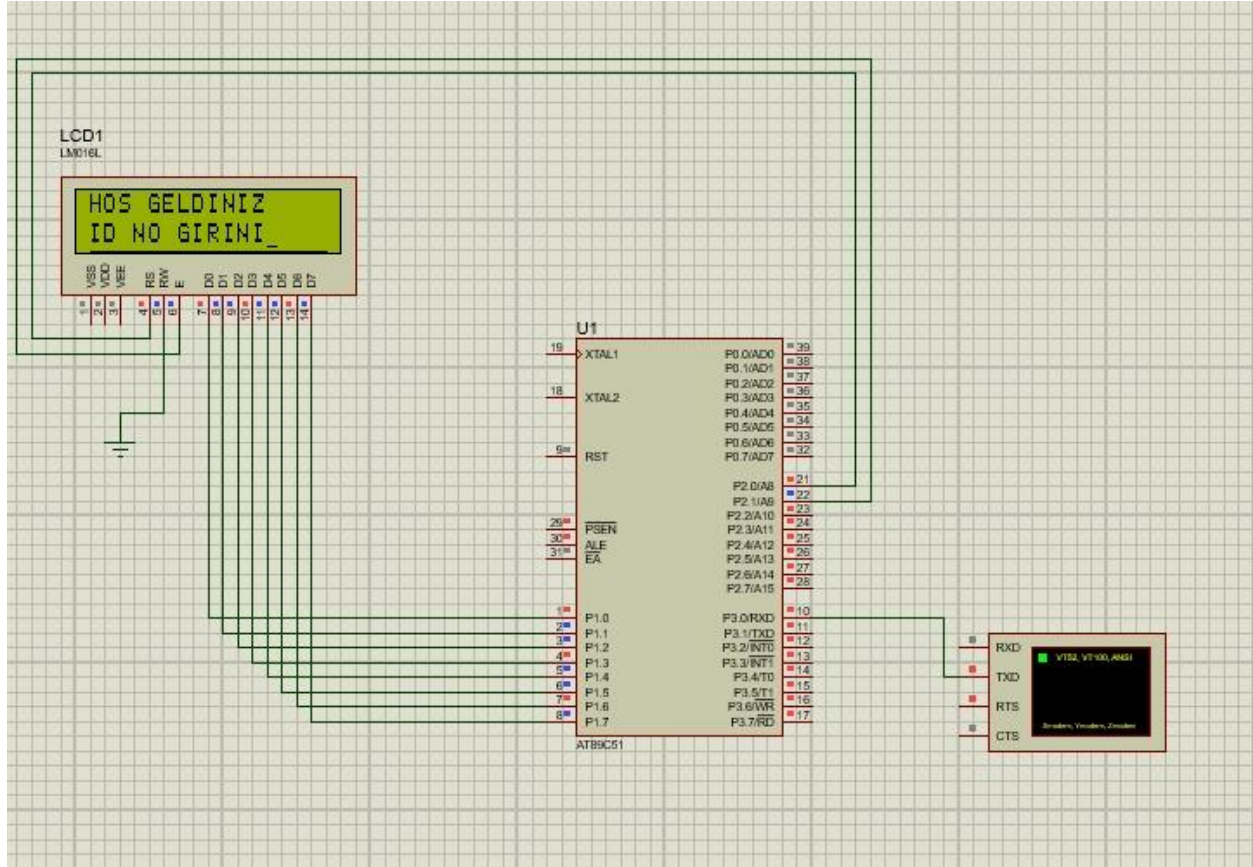 LCD1
LM016L
HOS GELDINIZ
ID NO GIRINI_
VSS
VDD
VEE
RS
RW
E
D0
D1
D2
D3
D4
D5
D6
D7
1
2
3
4
5
6
7
8
9
10
11
12
13
14
U1
19
XTAL1
18
XTAL2
9
RST
29
PSEN
30
ALE
31
EA
1
P1.0
2
P1.1
3
P1.2
4
P1.3
5
P1.4
6
P1.5
7
P1.6
8
P1.7
P0.0/AD0
39
P0.1/AD1
38
P0.2/AD2
37
P0.3/AD3
36
P0.4/AD4
35
P0.5/AD5
34
P0.6/AD6
33
P0.7/AD7
32
P2.0/A8
21
P2.1/A9
22
P2.2/A10
23
P2.3/A11
24
P2.4/A12
25
P2.5/A13
26
P2.6/A14
27
P2.7/A15
28
P3.0/RXD
10
P3.1/TXD
11
P3.2/INT0
12
P3.3/INT1
13
P3.4/T0
14
P3.5/T1
15
P3.6/WR
16
P3.7/RD
17
AT89C51
RXD
TXD
RTS
CTS
VT52, VT100, ANSI
Xmodem, Ymodem, Zmodem